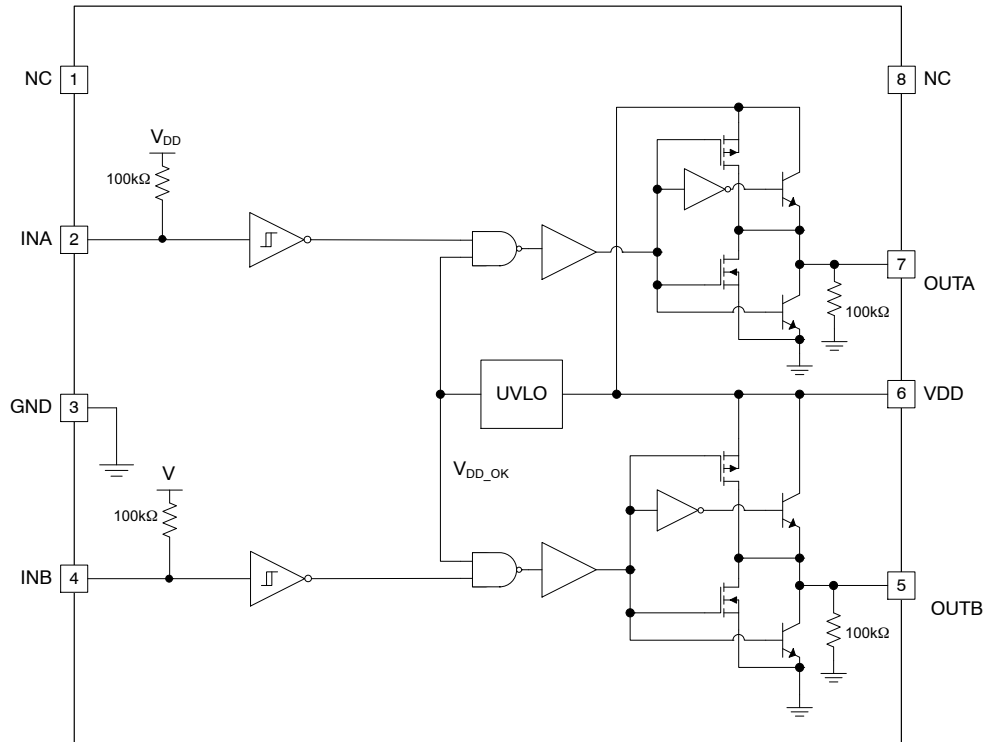 NC 1
8 NC
VDD
100kΩ
INA 2
7 OUTA
100kΩ
UVLO
6 VDD
GND 3
VDD_OK
V
100kΩ
INB 4
5 OUTB
100kΩ